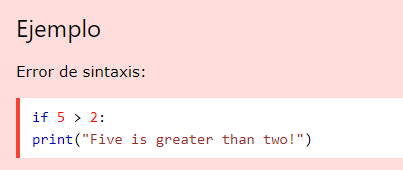 Ejemplo
Error de sintaxis:
if 5 > 2:
print("Five is greater than two!")